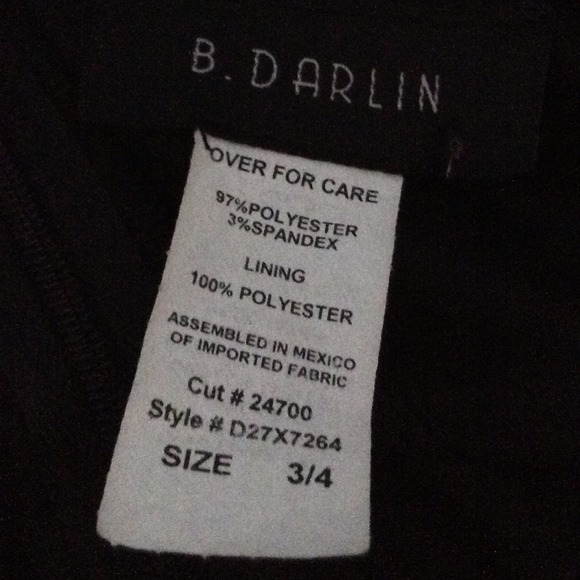 B. DARLIN
OVER FOR CARE
97%POLYESTER
3%SPANDEX
LINING
100% POLYESTER
ASSEMBLED IN MEXICO
OF IMPORTED FABRIC
Cut # 24700
Style # D27X7264
SIZE 3/4